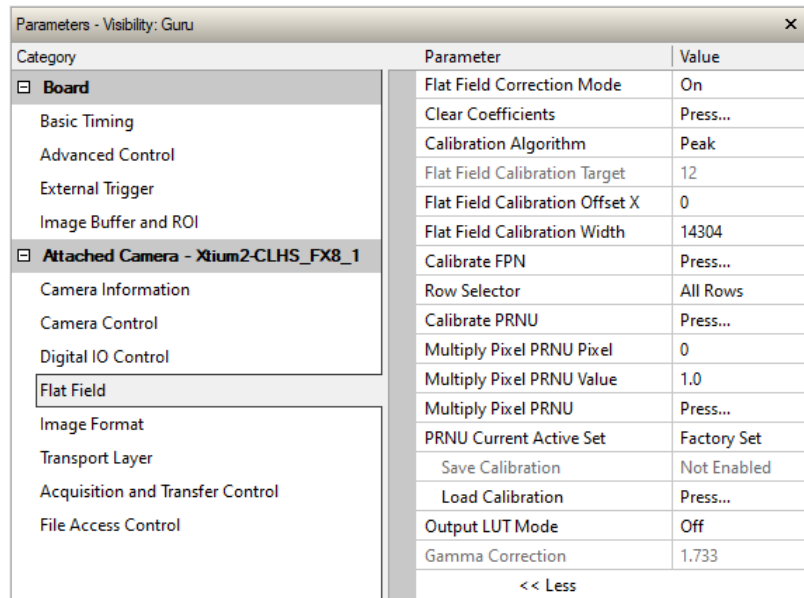 Parameters - Visibility: Guru ×
Category
Board
Basic Timing
Advanced Control
External Trigger
Image Buffer and ROI
Attached Camera - Xtium2-CLHS_FX8_1
Camera Information
Camera Control
Digital IO Control
Flat Field
Image Format
Transport Layer
Acquisition and Transfer Control
File Access Control
Parameter Value
Flat Field Correction Mode On
Clear Coefficients Press...
Calibration Algorithm Peak
Flat Field Calibration Target 12
Flat Field Calibration Offset X 0
Flat Field Calibration Width 14304
Calibrate FPN Press...
Row Selector All Rows
Calibrate PRNU Press...
Multiply Pixel PRNU Pixel 0
Multiply Pixel PRNU Value 1.0
Multiply Pixel PRNU Press...
PRNU Current Active Set Factory Set
Save Calibration Not Enabled
Load Calibration Press...
Output LUT Mode Off
Gamma Correction 1.733
<< Less